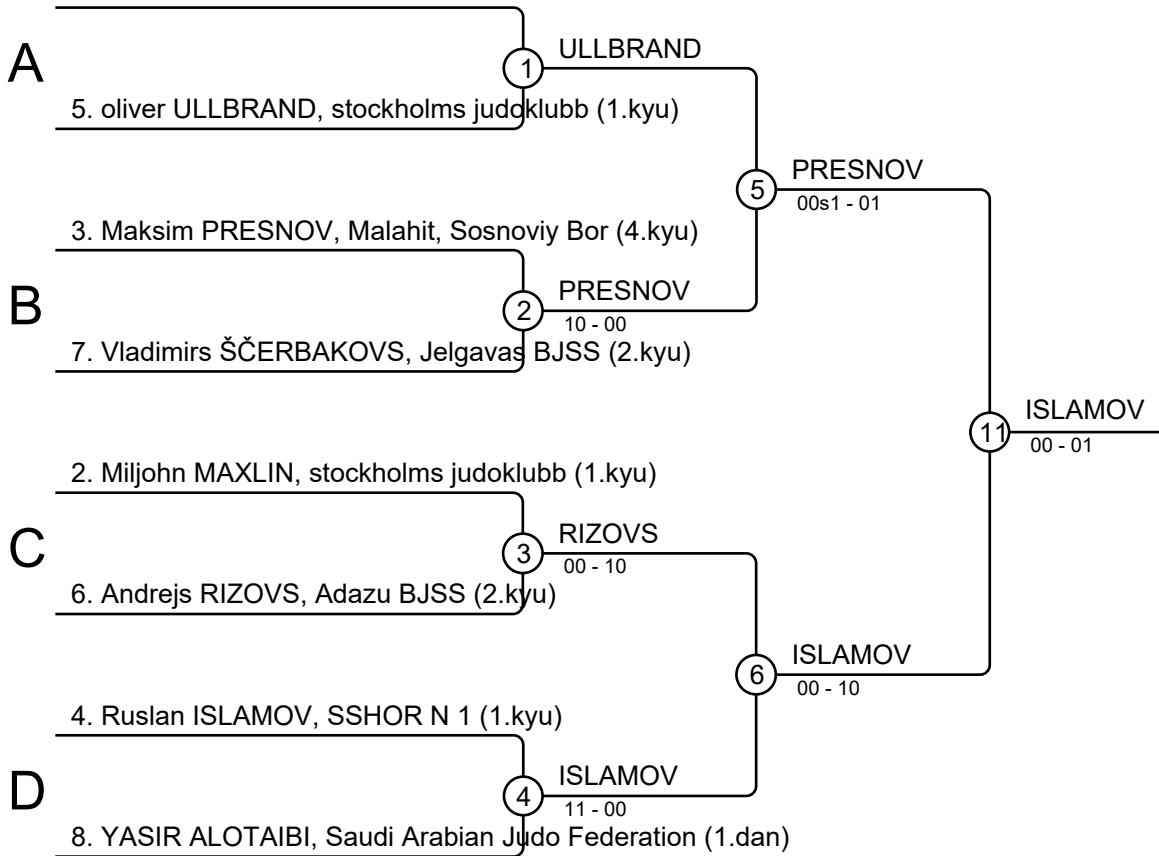 A
1
ULLBRAND
5. oliver ULLBRAND, stockholms judoklubb (1.kyu)
5
PRESNOV
00s1 - 01
3. Maksim PRESNOV, Malahit, Sosnoviy Bor (4.kyu)
B
2
PRESNOV
10 - 00
7. Vladimirs ŠČERBAKOVS, Jelgavas BJSS (2.kyu)
11
ISLAMOV
00 - 01
2. Miljohn MAXLIN, stockholms judoklubb (1.kyu)
C
3
RIZOVS
00 - 10
6. Andrejs RIZOVS, Adazu BJSS (2.kyu)
6
ISLAMOV
00 - 10
4. Ruslan ISLAMOV, SSHOR N 1 (1.kyu)
D
4
ISLAMOV
11 - 00
8. YASIR ALOTAIBI, Saudi Arabian Judo Federation (1.dan)